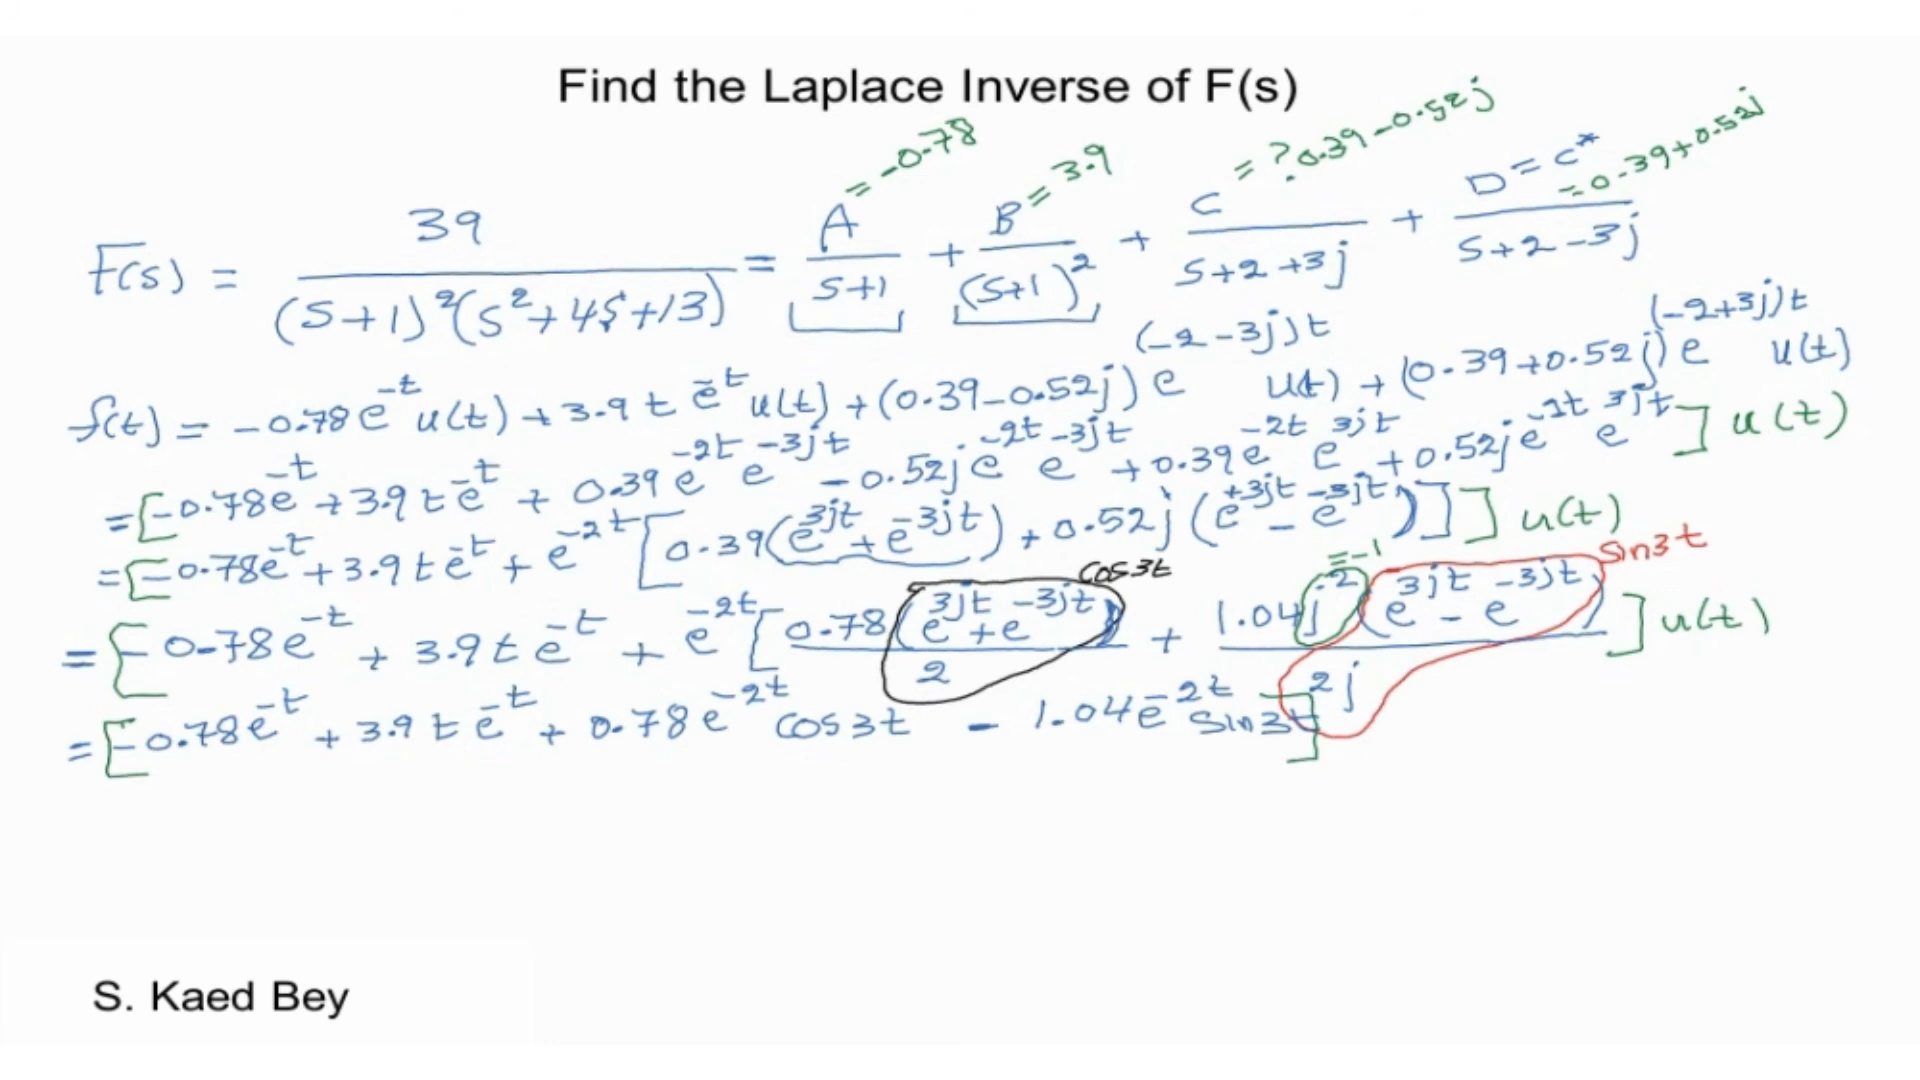 Find the Laplace Inverse of F(s)
F(s) = 39 / (s+1)²(s²+4s+13) = A / s+1 + B / (s+1)² + C / s+2+3j + D = C* / s+2-3j
= -0.78
= 3.9
= ? 0.39-0.52j
= 0.39+0.52j
f(t) = -0.78e^-t u(t) + 3.9 t e^-t u(t) + (0.39-0.52j) e^(-2-3j)t u(t) + (0.39+0.52j) e^(-2+3j)t u(t)
= [-0.78e^-t + 3.9 t e^-t + 0.39 e^-2t e^-3jt - 0.52j e^-2t e^-3jt + 0.39 e^-2t e^3jt + 0.52j e^-2t e^3jt ] u(t)
= [-0.78e^-t + 3.9 t e^-t + e^-2t [0.39(e^3jt + e^-3jt) + 0.52j (e^+3jt - e^-3jt)]] u(t)
cos3t
= -1
sin3t
= [-0.78e^-t + 3.9 t e^-t + e^-2t [0.78(e^3jt + e^-3jt) / 2 + 1.04j² (e^3jt - e^-3jt) / 2j ] u(t)
= [-0.78e^-t + 3.9 t e^-t + 0.78e^-2t cos3t - 1.04e^-2t sin3t]
S. Kaed Bey